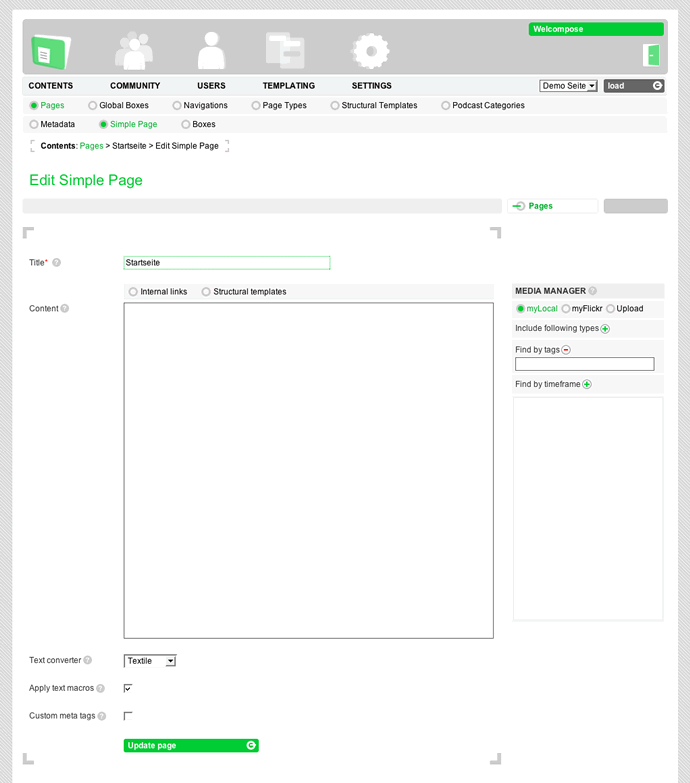 Welcompose
CONTENTS COMMUNITY USERS TEMPLATING SETTINGS Demo Seite load
Pages Global Boxes Navigations Page Types Structural Templates Podcast Categories
Metadata Simple Page Boxes
Contents: Pages > Startseite > Edit Simple Page
Edit Simple Page
Pages
Title* ? Startseite
Internal links Structural templates
MEDIA MANAGER ?
Content ?
myLocal myFlickr Upload
Include following types
Find by tags
Find by timeframe
Text converter ? Textile
Apply text macros ?
Custom meta tags ?
Update page